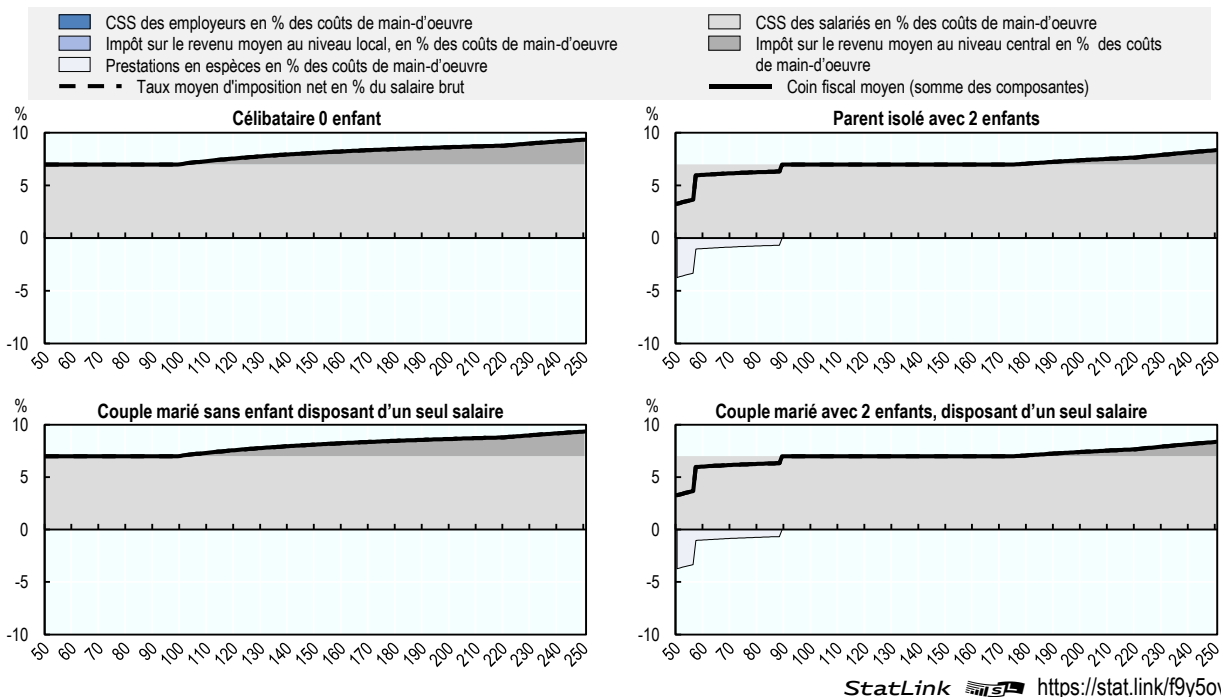 CSS des employeurs en % des coûts de main-d'oeuvre
CSS des salariés en % des coûts de main-d'oeuvre
Impôt sur le revenu moyen au niveau local, en % des coûts de main-d'oeuvre
Impôt sur le revenu moyen au niveau central en % des coûts
de main-d'oeuvre
Prestations en espèces en % des coûts de main-d'oeuvre
Taux moyen d'imposition net en % du salaire brut
Coin fiscal moyen (somme des composantes)
%
Célibataire 0 enfant
10
5
0
-5
-10
50 60 70 80 90 100 110 120 130 140 150 160 170 180 190 200 210 220 230 240 250
%
Parent isolé avec 2 enfants
10
5
0
-5
-10
50 60 70 80 90 100 110 120 130 140 150 160 170 180 190 200 210 220 230 240 250
%
Couple marié sans enfant disposant d'un seul salaire
10
5
0
-5
-10
50 60 70 80 90 100 110 120 130 140 150 160 170 180 190 200 210 220 230 240 250
%
Couple marié avec 2 enfants, disposant d'un seul salaire
10
5
0
-5
-10
50 60 70 80 90 100 110 120 130 140 150 160 170 180 190 200 210 220 230 240 250
StatLink https://stat.link/f9y5ov